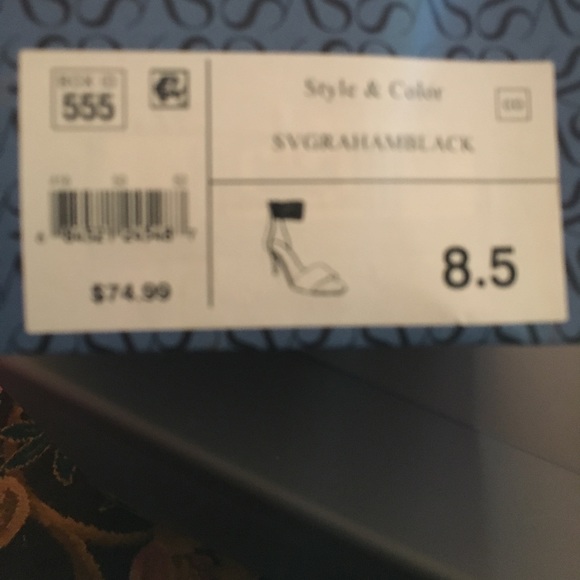 555
Style & Color
SVGRAHAMBLACK
$74.99
8.5